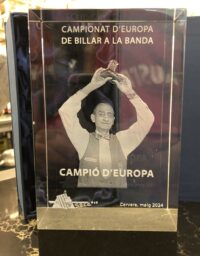 CAMPIONAT D'EUROPA
DE BILLAR A LA BANDA
CAMPIÓ D'EUROPA
Cervera, maig 2024